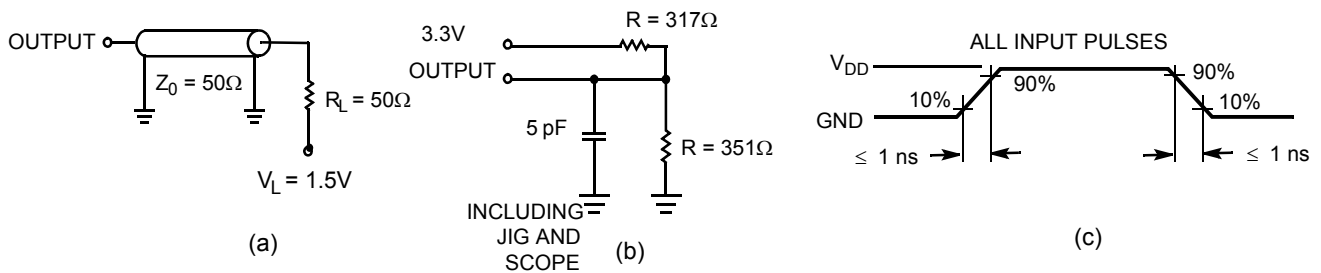 OUTPUT
Z0 = 50Ω
RL = 50Ω
VL = 1.5V
(a)
R = 317Ω
3.3V
OUTPUT
5 pF
R = 351Ω
INCLUDING
JIG AND
SCOPE
(b)
ALL INPUT PULSES
VDD
90%
90%
10%
10%
GND
≤ 1 ns
≤ 1 ns
(c)